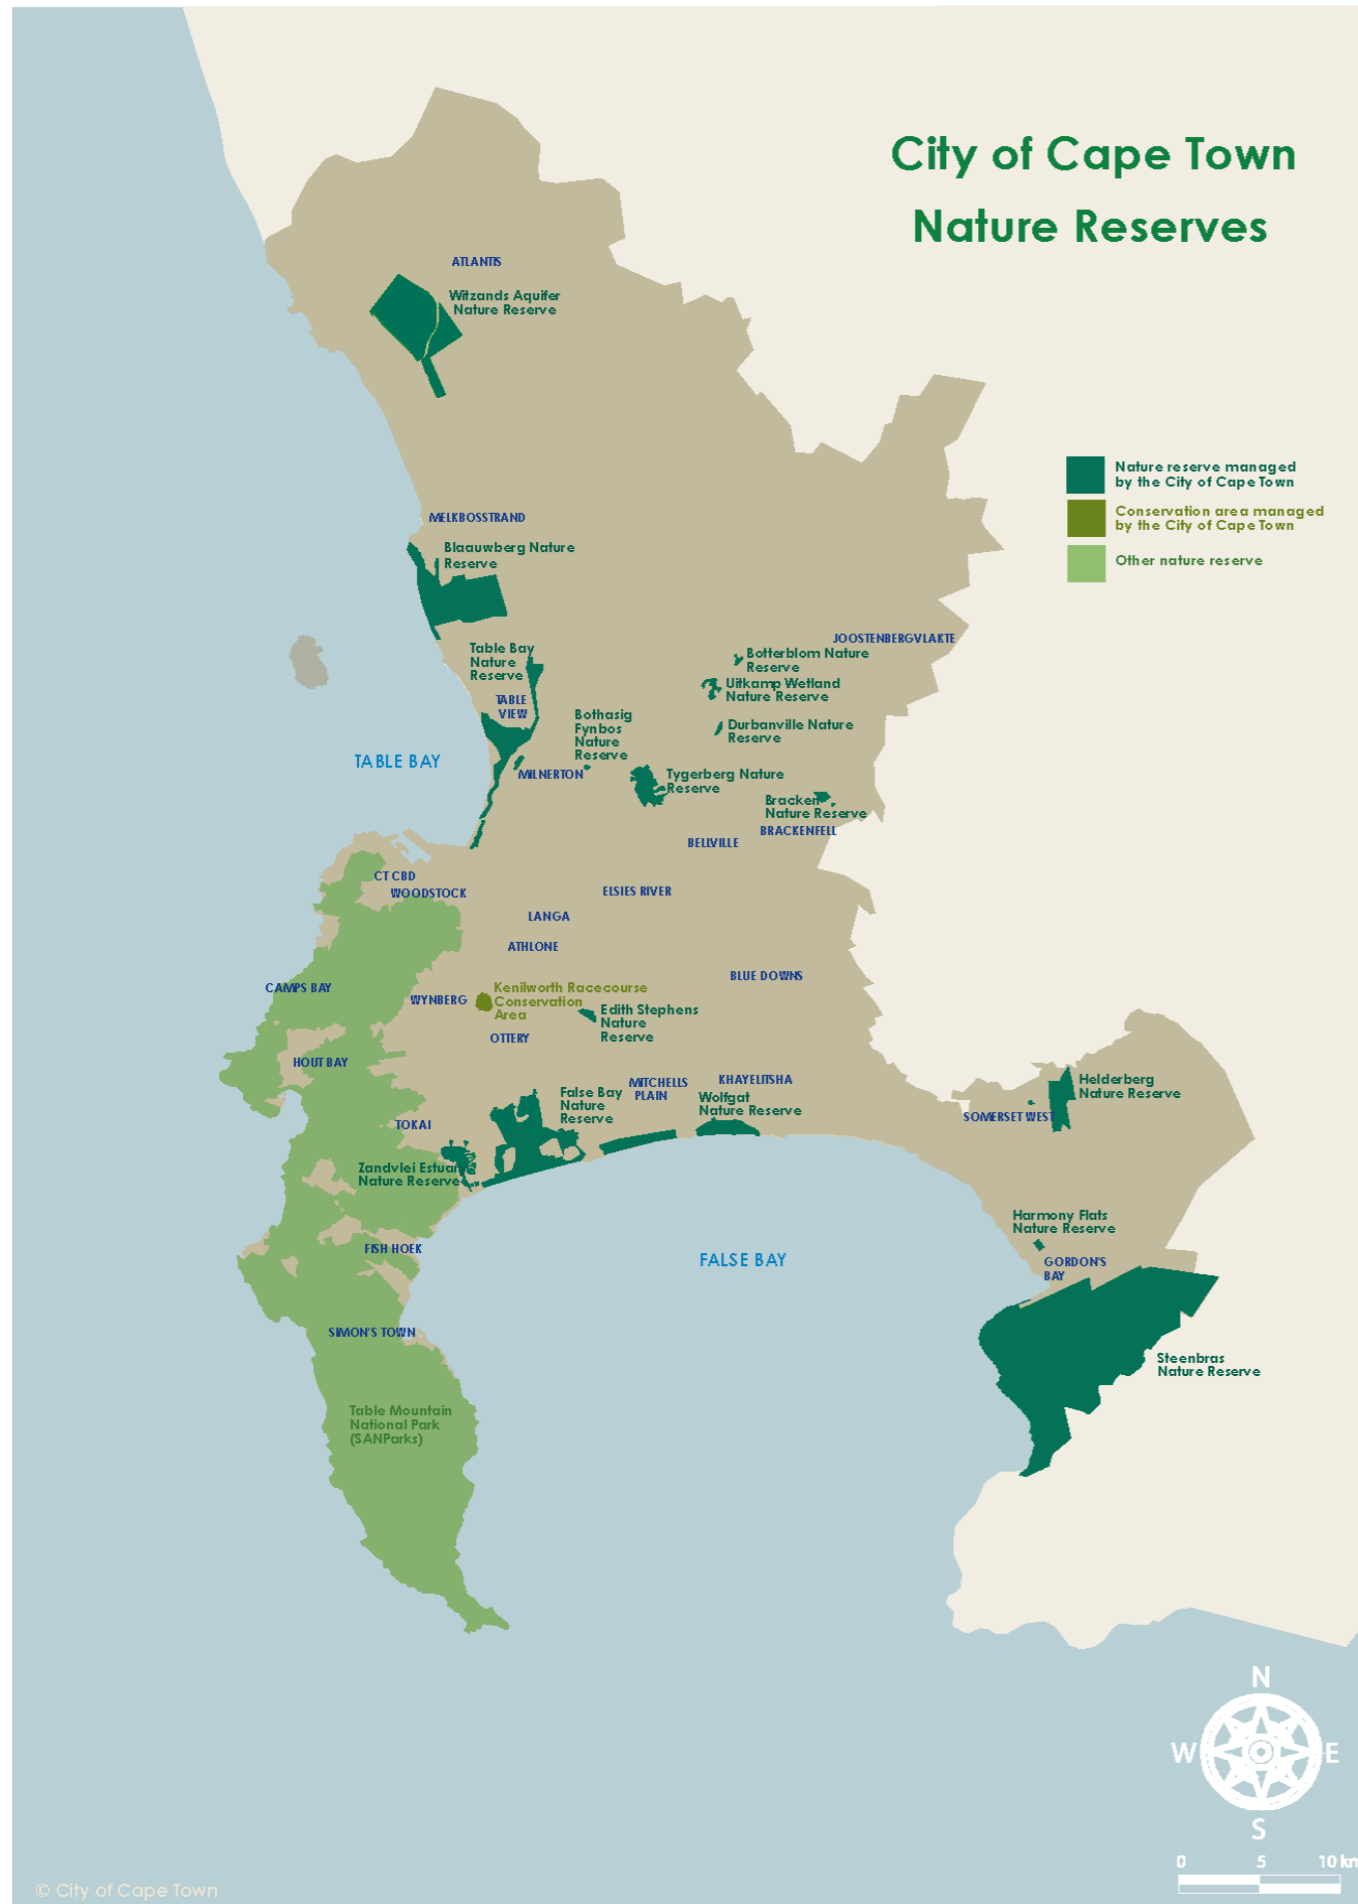 City of Cape Town
Nature Reserves
ATLANTIS
Witzands Aquifer
Nature Reserve
Nature reserve managed
by the City of Cape Town
Conservation area managed
by the City of Cape Town
Other nature reserve
MELKBOSSTRAND
Blaauwberg Nature
Reserve
JOOSTENBERGVLAKTE
Table Bay
Nature
Reserve
Botterblom Nature
Reserve
Uitkamp Wetland
Nature Reserve
TABLE
VIEW
Bothasig
Fynbos
Nature
Reserve
Durbanville Nature
Reserve
TABLE BAY
MILNERTON
Tygerberg Nature
Reserve
Bracken
Nature Reserve
BRACKENFELL
BELLVILLE
CT CBD
WOODSTOCK
ELSIES RIVER
LANGA
ATHLONE
BLUE DOWNS
CAMPS BAY
WYNBERG
Kenilworth Racecourse
Conservation
Area
Edith Stephens
Nature
Reserve
OTTERY
HOUT BAY
MITCHELLS
PLAIN
KHAYELITSHA
Helderberg
Nature Reserve
False Bay
Nature
Reserve
Wolfgat
Nature Reserve
SOMERSET WEST
TOKAI
Zandvlei Estuary
Nature Reserve
Harmony Flats
Nature Reserve
FISH HOEK
FALSE BAY
GORDON'S
BAY
SIMON'S TOWN
Steenbras
Nature Reserve
Table Mountain
National Park
(SANParks)
N
W
E
S
0 5 10 km
© City of Cape Town